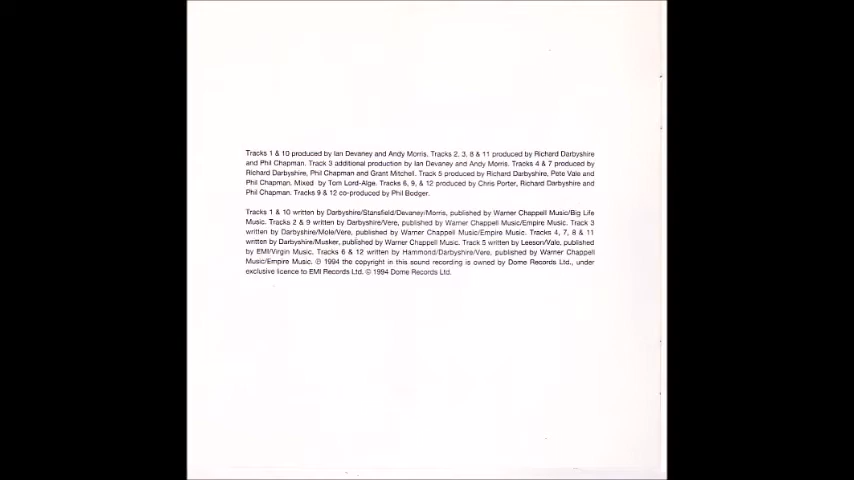 Tracks 1 & 10 produced by Ian Devaney and Andy Morris. Tracks 2, 3, 8 & 11 produced by Richard Darbyshire
and Phil Chapman. Track 3 additional production by Ian Devaney and Andy Morris. Tracks 4 & 7 produced by
Richard Darbyshire, Phil Chapman and Grant Mitchell. Track 5 produced by Richard Darbyshire, Pete Vale and
Phil Chapman. Mixed by Tom Lord-Alge. Tracks 6, 9, & 12 produced by Chris Porter, Richard Darbyshire and
Phil Chapman. Tracks 9 & 12 co-produced by Phil Bodger.
Tracks 1 & 10 written by Darbyshire/Stansfield/Devaney/Morris, published by Warner Chappell Music/Big Life
Music. Tracks 2 & 9 written by Darbyshire/Vere, published by Warner Chappell Music/Empire Music. Track 3
written by Darbyshire/Mole/Vere, published by Warner Chappell Music/Empire Music. Tracks 4, 7, 8 & 11
written by Darbyshire/Musker, published by Warner Chappell Music. Track 5 written by Leeson/Vale, published
by EMI/Virgin Music. Tracks 6 & 12 written by Hammond/Darbyshire/Vere, published by Warner Chappell
Music/Empire Music. ℗ 1994 the copyright in this sound recording is owned by Dome Records Ltd., under
exclusive licence to EMI Records Ltd. © 1994 Dome Records Ltd.